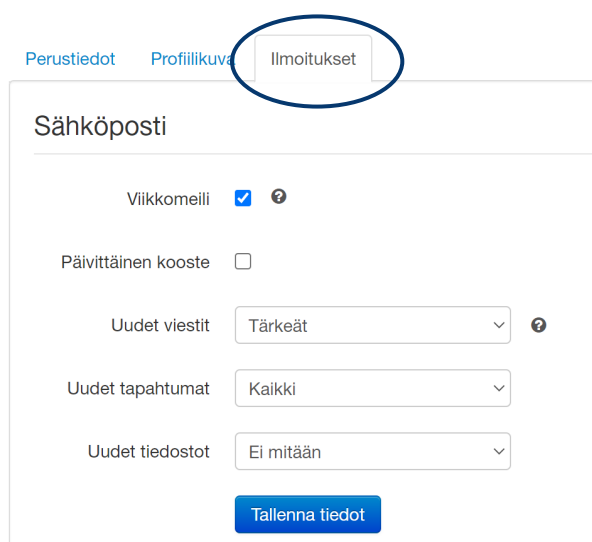 Perustiedot Profiilikuva Ilmoitukset
Sähköposti
Viikkomeili
Päivittäinen kooste
Uudet viestit Tärkeät
Uudet tapahtumat Kaikki
Uudet tiedostot Ei mitään
Tallenna tiedot